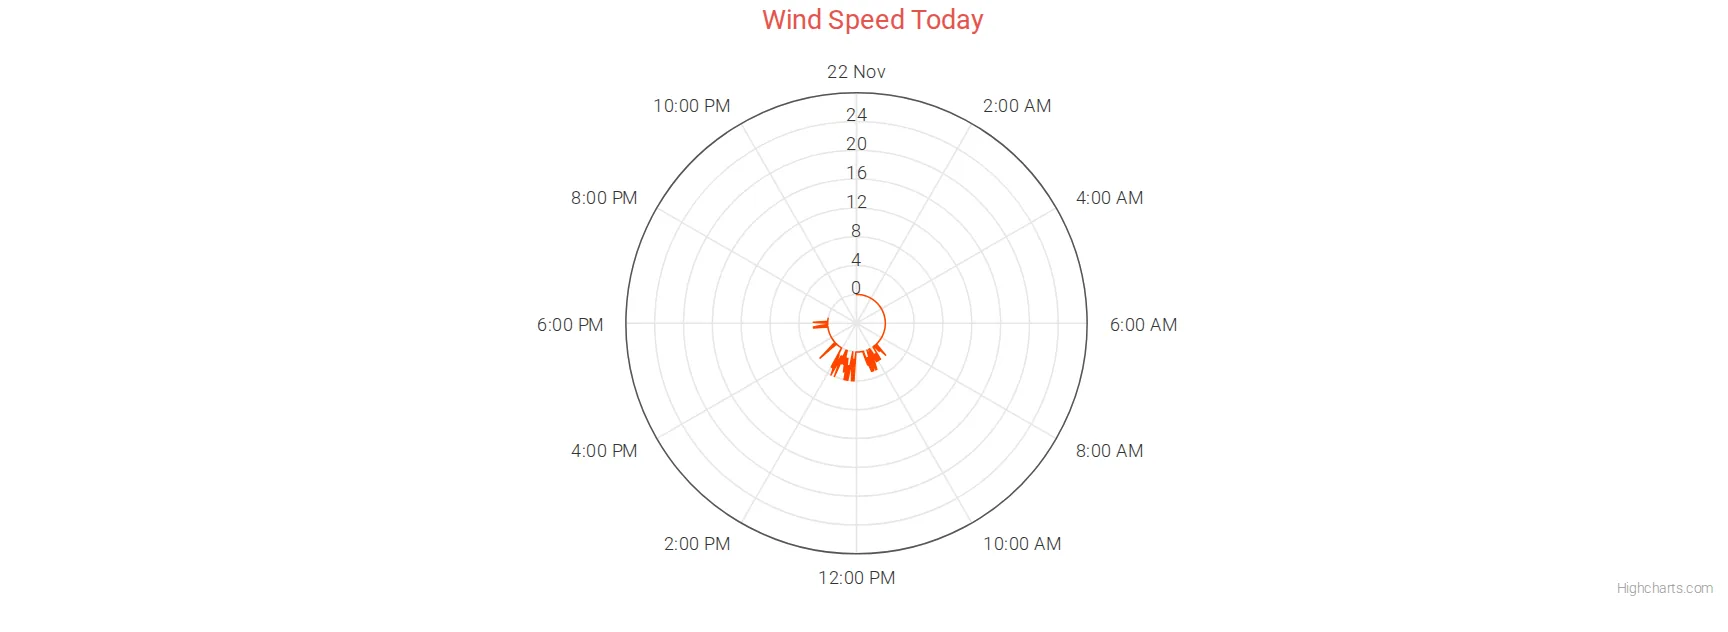 Wind Speed Today
22 Nov
10:00 PM
2:00 AM
24
20
16
12
8
4
0
8:00 PM
4:00 AM
6:00 PM
6:00 AM
4:00 PM
8:00 AM
2:00 PM
10:00 AM
12:00 PM
Highcharts.com